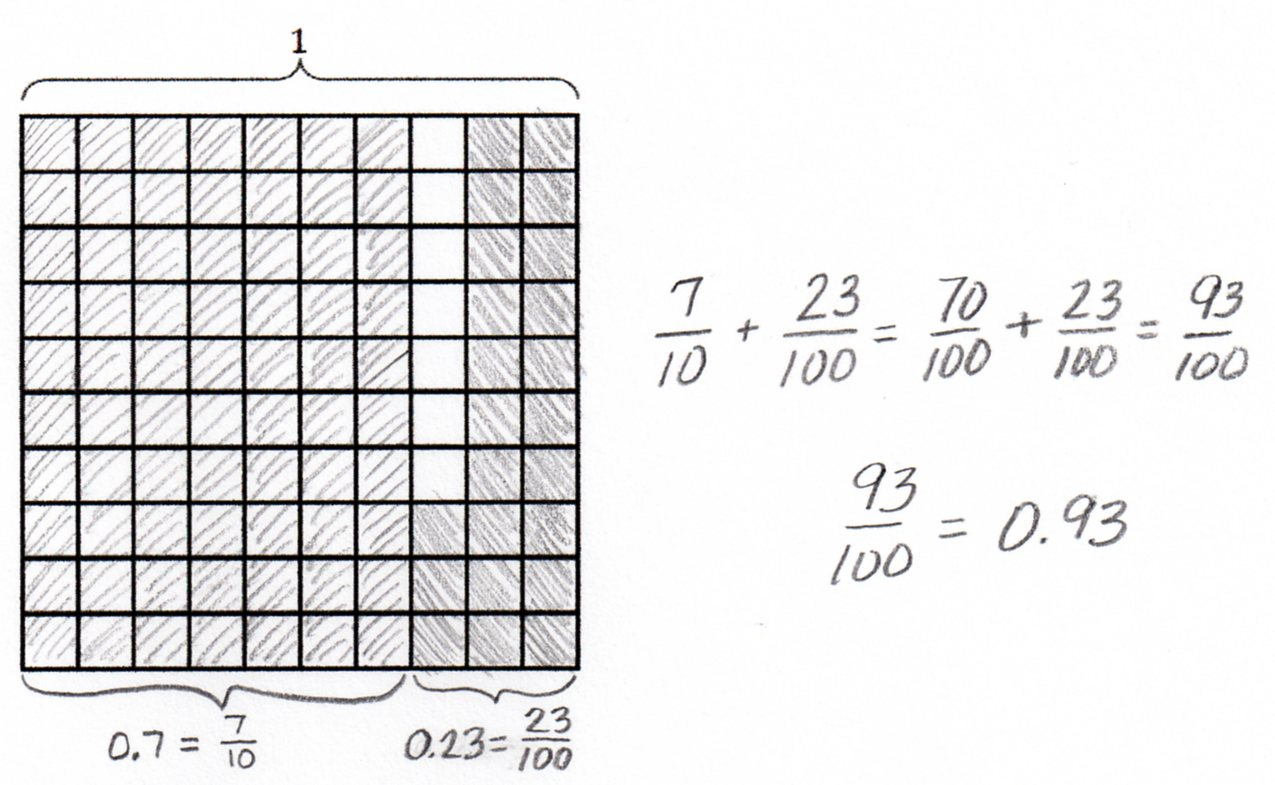 1
7/10 + 23/100 = 70/100 + 23/100 = 93/100
93/100 = 0.93
0.7 = 7/10
0.23 = 23/100